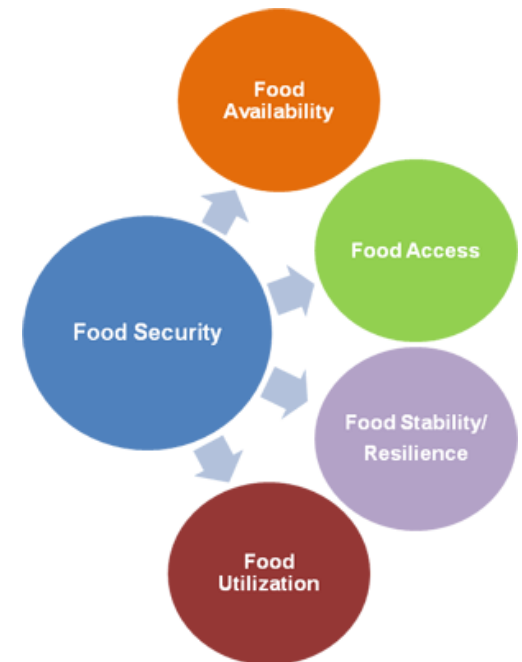 Food
Availability
Food Access
Food Security
Food Stability/
Resilience
Food
Utilization